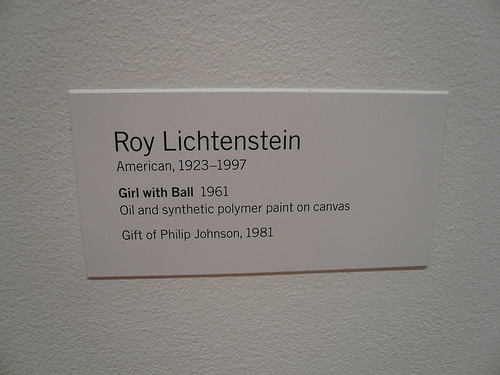 Roy Lichtenstein
American, 1923–1997
Girl with Ball 1961
Oil and synthetic polymer paint on canvas
Gift of Philip Johnson, 1981